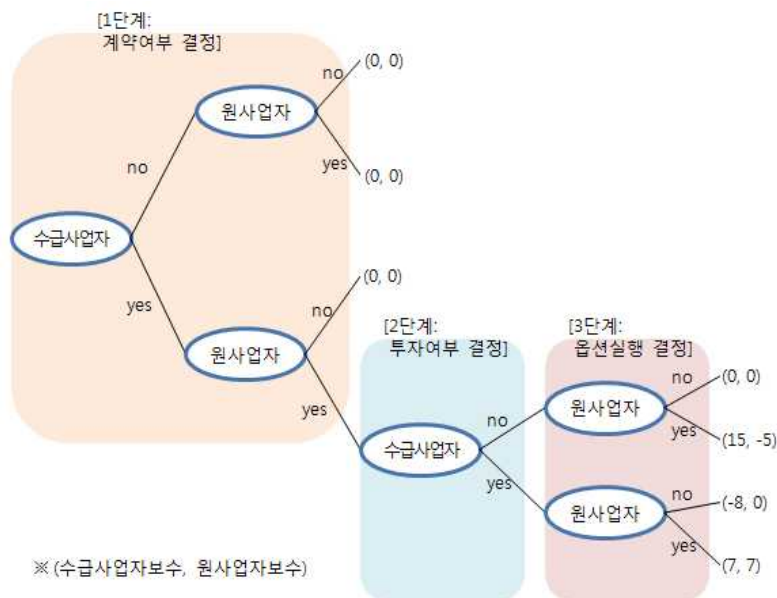 [1단계:
계약여부 결정]
no
(0, 0)
원사업자
yes
(0, 0)
no
수급사업자
yes
(0, 0)
no
원사업자
yes
[2단계:
투자여부 결정]
[3단계:
옵션실행 결정]
no
(0, 0)
원사업자
no
yes
(15, -5)
수급사업자
yes
no
(-8, 0)
원사업자
yes
(7, 7)
※ (수급사업자보수, 원사업자보수)